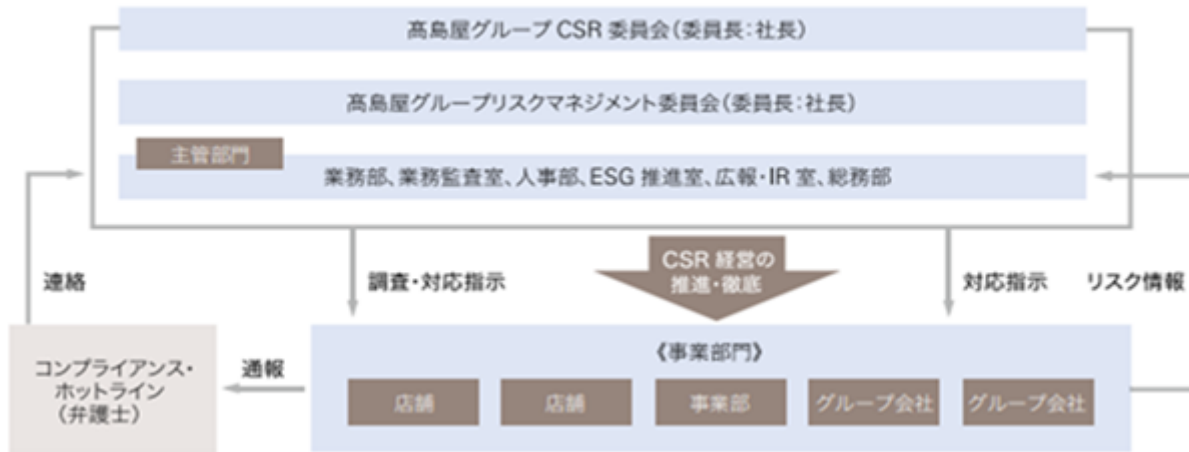 髙島屋グループ CSR 委員会（委員長：社長）
髙島屋グループリスクマネジメント委員会（委員長：社長）
主管部門
業務部、業務監査室、人事部、ESG 推進室、広報・IR 室、総務部
連絡
調査・対応指示
CSR 経営の
推進・徹底
対応指示
リスク情報
コンプライアンス・
ホットライン
（弁護士）
通報
《事業部門》
店舗
店舗
事業部
グループ会社
グループ会社